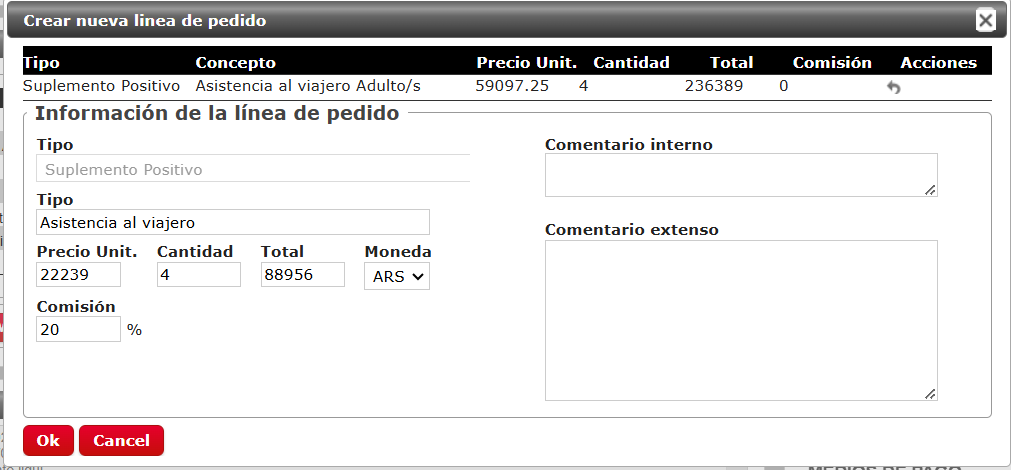 Crear nueva linea de pedido
Tipo Concepto Precio Unit. Cantidad Total Comisión Acciones
Suplemento Positivo Asistencia al viajero Adulto/s 59097.25 4 236389 0
Información de la línea de pedido
Tipo
Suplemento Positivo
Tipo
Asistencia al viajero
Precio Unit. Cantidad Total Moneda
22239 4 88956 ARS
Comisión
20 %
Comentario interno
Comentario extenso
Ok Cancel